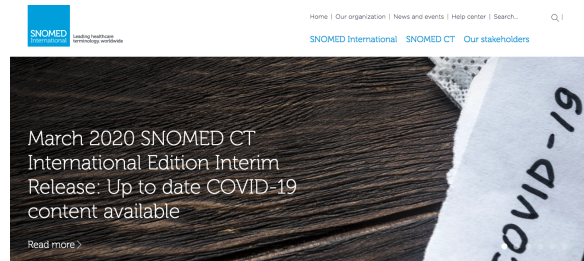 SNOMED
International
Leading healthcare
terminology, worldwide
Home | Our organization | News and events | Help center | Search...
SNOMED International SNOMED CT Our stakeholders
March 2020 SNOMED CT
International Edition Interim
Release: Up to date COVID-19
content available
Read more >
COVID-19